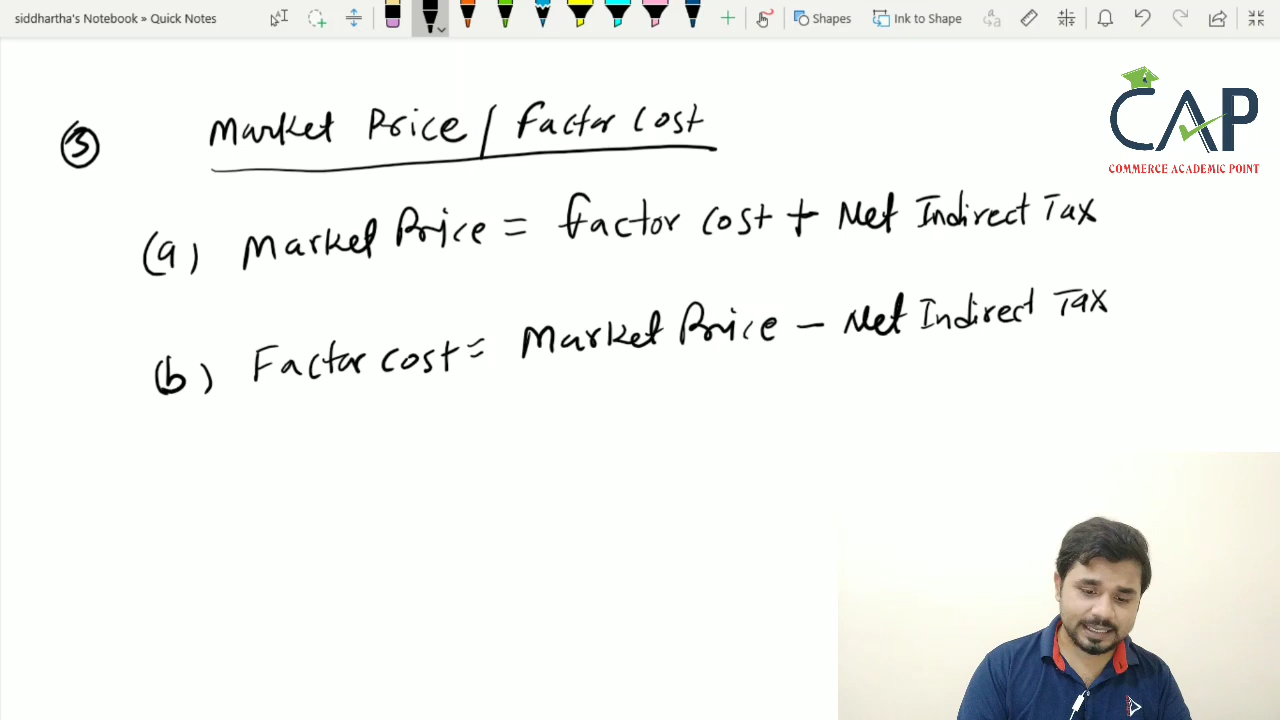 siddhartha's Notebook » Quick Notes
Shapes
Ink to Shape
CAP
COMMERCE ACADEMIC POINT
③ Market Price / Factor Cost
(a) Market Price = Factor cost + Net Indirect Tax
(b) Factor cost = Market Price - Net Indirect Tax